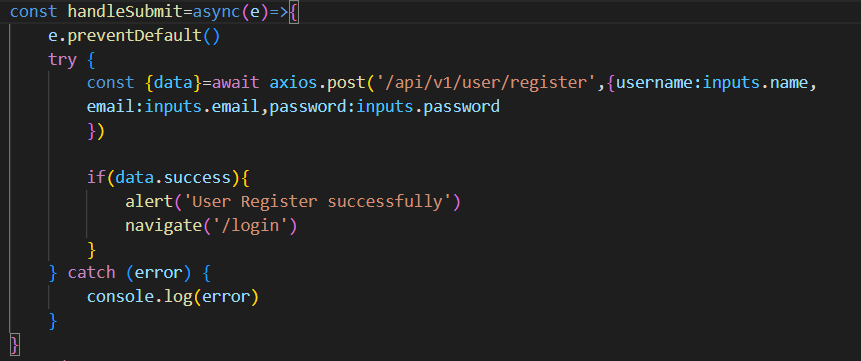 const handleSubmit=async(e)=>{
    e.preventDefault()
    try {
        const {data}=await axios.post('/api/v1/user/register',{username:inputs.name,
        email:inputs.email,password:inputs.password
        })

        if(data.success){
            alert('User Register successfully')
            navigate('/login')
        }
    } catch (error) {
        console.log(error)
    }
}